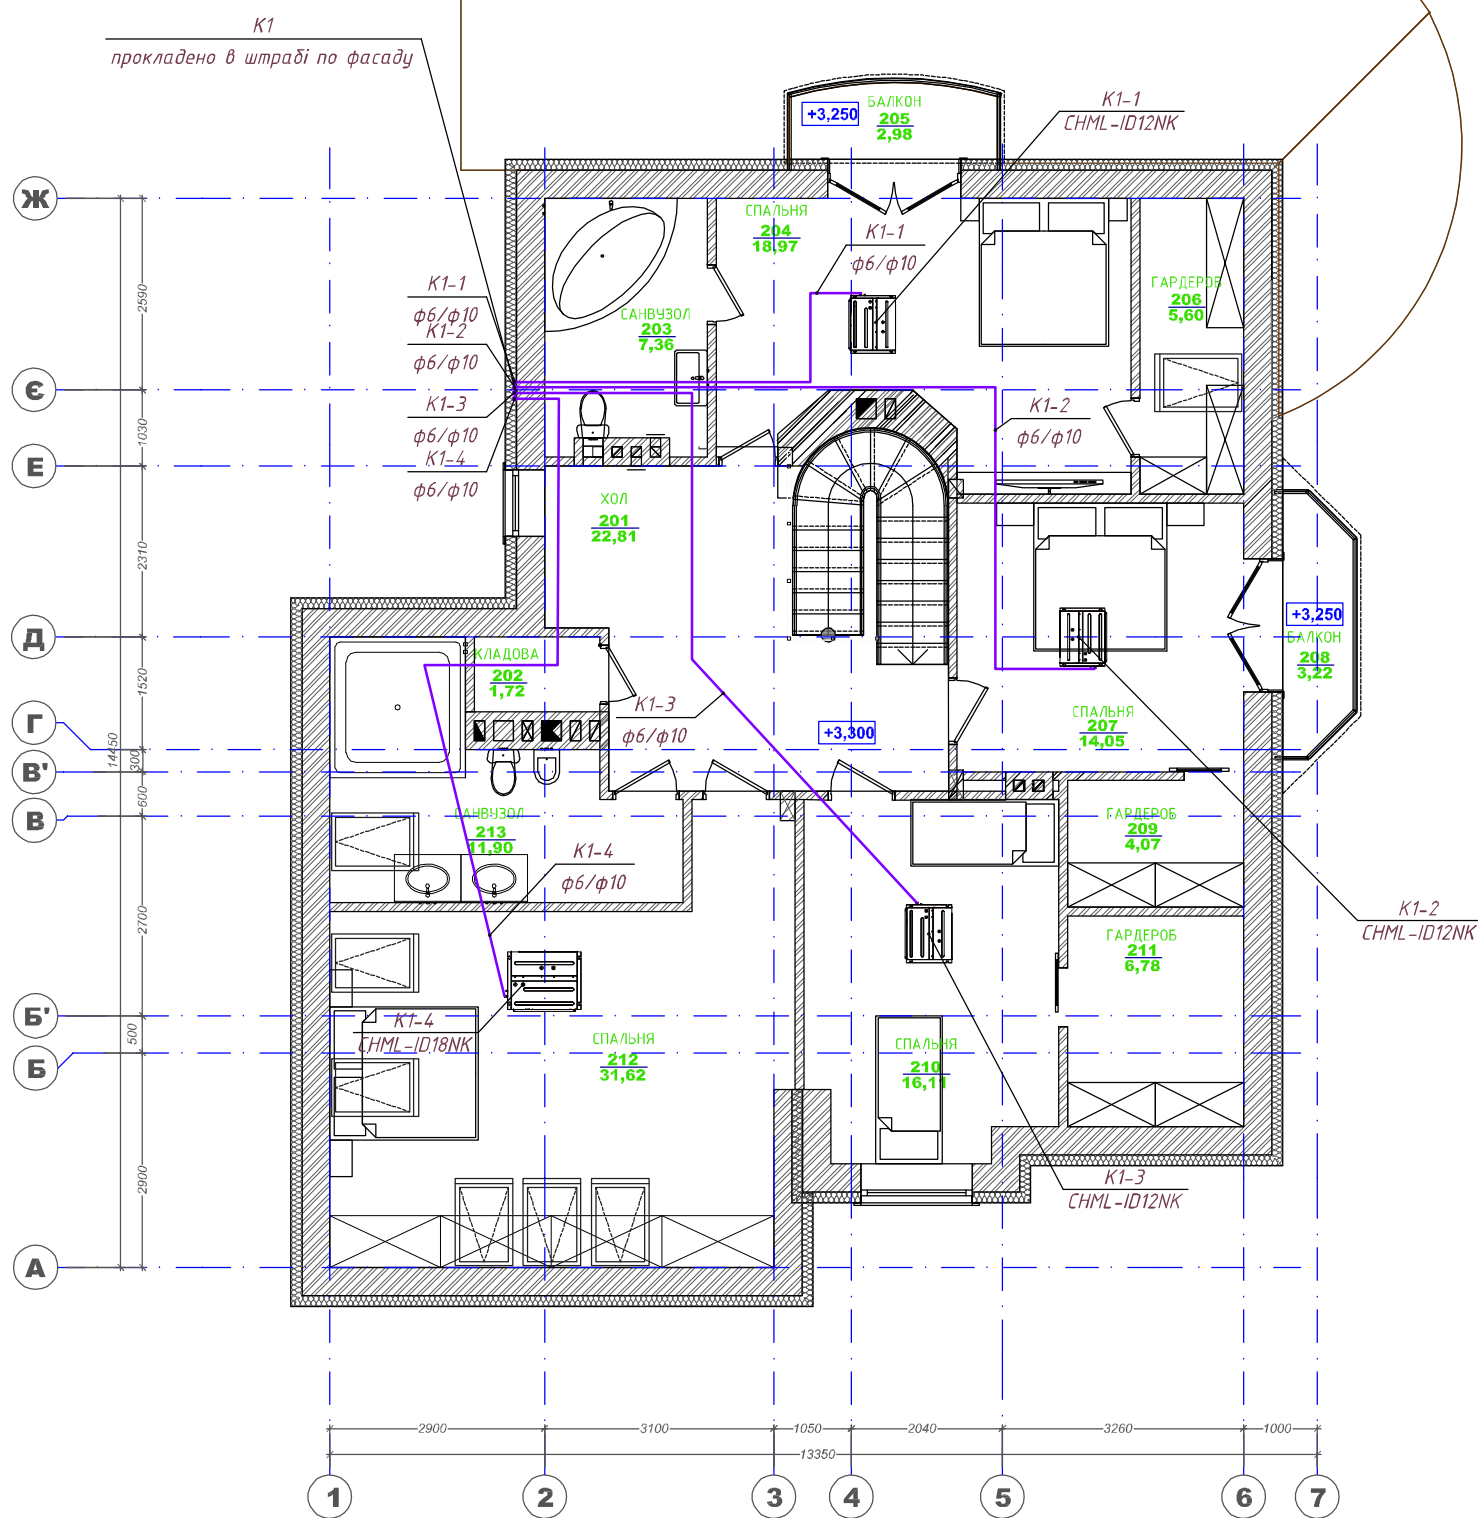 К1
прокладено в штрабі по фасаду
БАЛКОН
205
2,98
+3,250
К1-1
CHML-ID12NK
Ж
СПАЛЬНЯ
204
18,97
К1-1
ф6/ф10
ГАРДЕРОБ
206
5,60
2590
К1-1
ф6/ф10
К1-2
ф6/ф10
САНВУЗОЛ
203
7,36
Є
К1-3
ф6/ф10
К1-2
ф6/ф10
1030
Е
К1-4
ф6/ф10
ХОЛ
201
22,81
2310
Д
+3,250
БАЛКОН
208
3,22
КЛАДОВА
202
1,72
1520
К1-3
ф6/ф10
+3,300
СПАЛЬНЯ
207
14,05
Г
14450
300
В'
600
В
САНВУЗОЛ
213
11,90
ГАРДЕРОБ
209
4,07
К1-4
ф6/ф10
2700
К1-2
CHML-ID12NK
ГАРДЕРОБ
211
6,78
Б'
К1-4
CHML-ID18NK
500
СПАЛЬНЯ
212
31,62
СПАЛЬНЯ
210
16,11
Б
2900
К1-3
CHML-ID12NK
А
2900
3100
1050
2040
3260
1000
13350
1
2
3
4
5
6
7